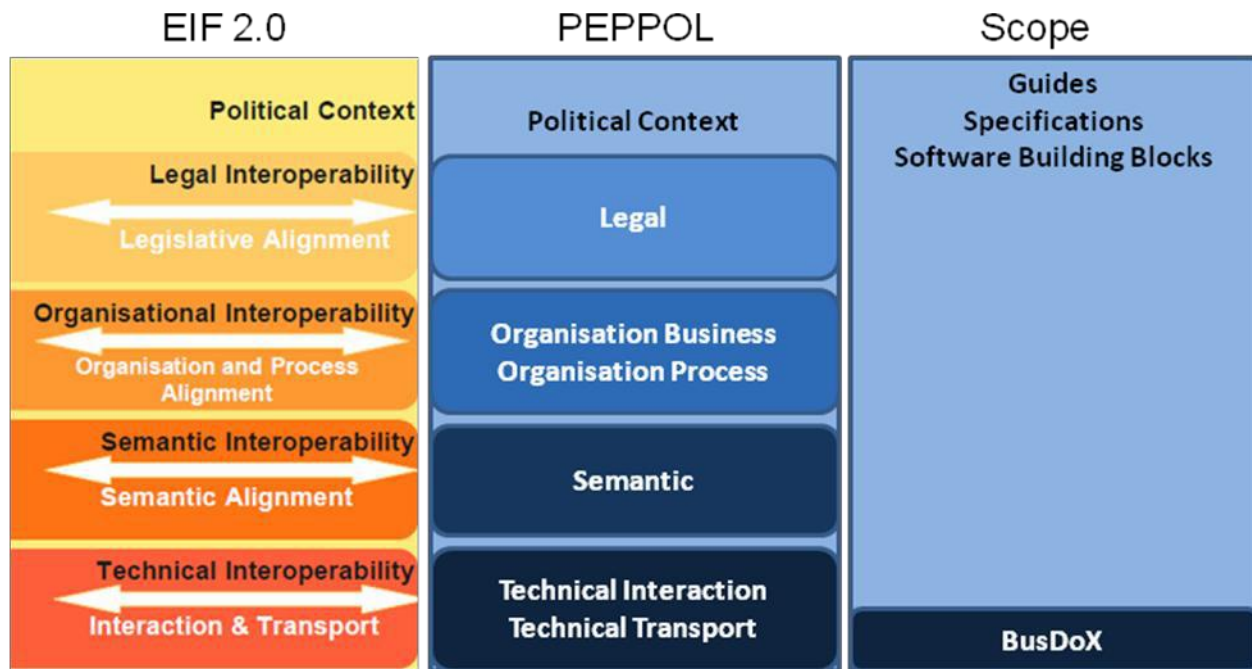 EIF 2.0
Political Context
Legal Interoperability
Legislative Alignment
Organisational Interoperability
Organisation and Process
Alignment
Semantic Interoperability
Semantic Alignment
Technical Interoperability
Interaction & Transport
PEPPOL
Political Context
Legal
Organisation Business
Organisation Process
Semantic
Technical Interaction
Technical Transport
Scope
Guides
Specifications
Software Building Blocks
BusDoX